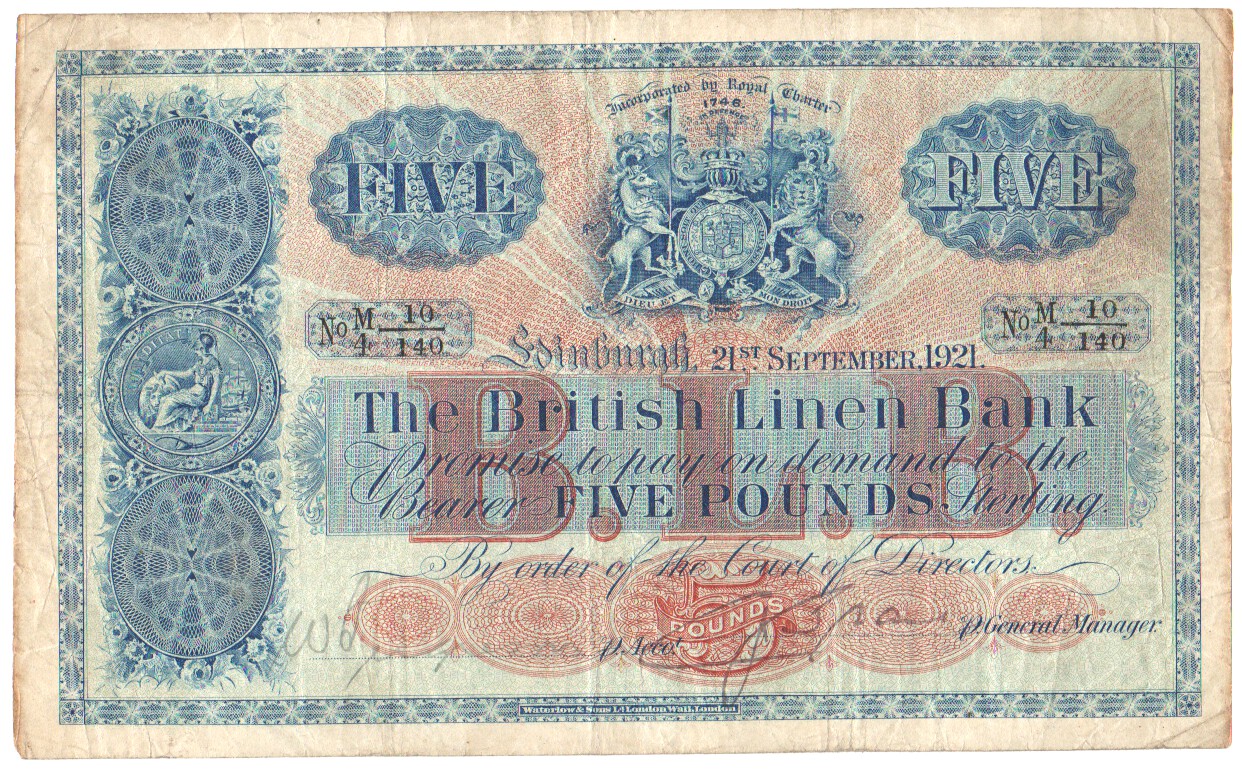 Incorporated by Royal Charter
1746
FIVE
FIVE
DIEU ET MON DROIT
No M/4 10/140
No M/4 10/140
Edinburgh, 21ST SEPTEMBER, 1921.
B.L.B.
The British Linen Bank
Promise to pay on demand to the
Bearer FIVE POUNDS Sterling.
By order of the Court of Directors.
5
POUNDS
p. Acct.
p. General Manager.
Waterlow & Sons Ld. London Wall, London